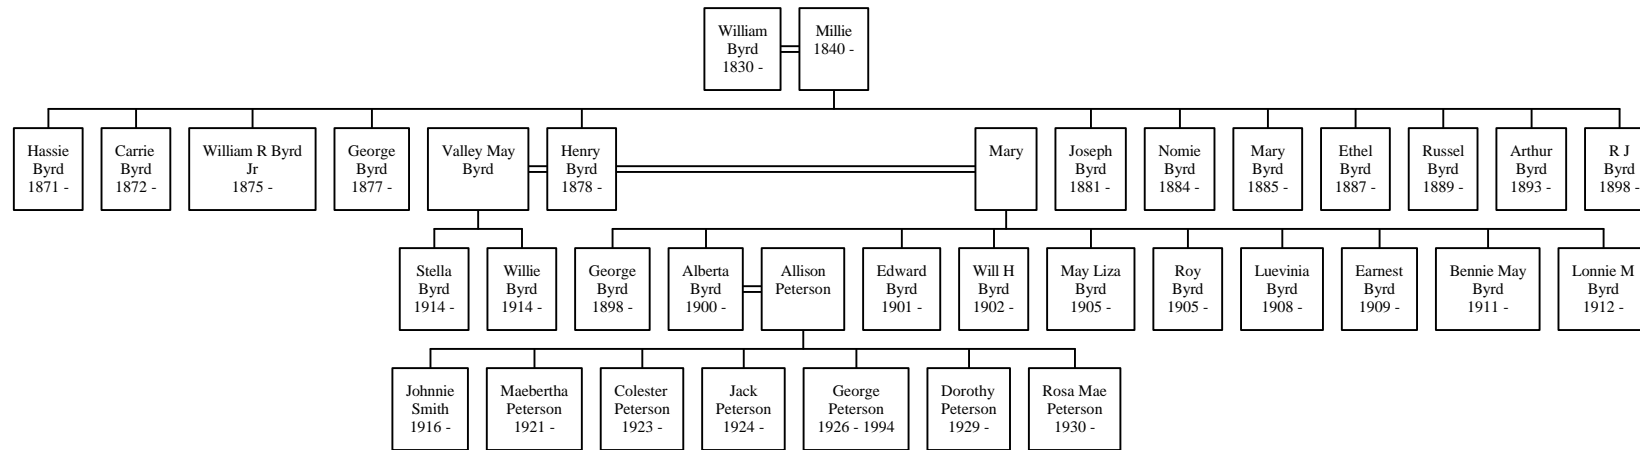 William
Byrd
1830 -
Millie
1840 -
Hassie
Byrd
1871 -
Carrie
Byrd
1872 -
William R Byrd
Jr
1875 -
George
Byrd
1877 -
Valley May
Byrd
Henry
Byrd
1878 -
Mary
Joseph
Byrd
1881 -
Nomie
Byrd
1884 -
Mary
Byrd
1885 -
Ethel
Byrd
1887 -
Russel
Byrd
1889 -
Arthur
Byrd
1893 -
R J
Byrd
1898 -
Stella
Byrd
1914 -
Willie
Byrd
1914 -
George
Byrd
1898 -
Alberta
Byrd
1900 -
Allison
Peterson
Edward
Byrd
1901 -
Will H
Byrd
1902 -
May Liza
Byrd
1905 -
Roy
Byrd
1905 -
Luevinia
Byrd
1908 -
Earnest
Byrd
1909 -
Bennie May
Byrd
1911 -
Lonnie M
Byrd
1912 -
Johnnie
Smith
1916 -
Maebertha
Peterson
1921 -
Colester
Peterson
1923 -
Jack
Peterson
1924 -
George
Peterson
1926 - 1994
Dorothy
Peterson
1929 -
Rosa Mae
Peterson
1930 -